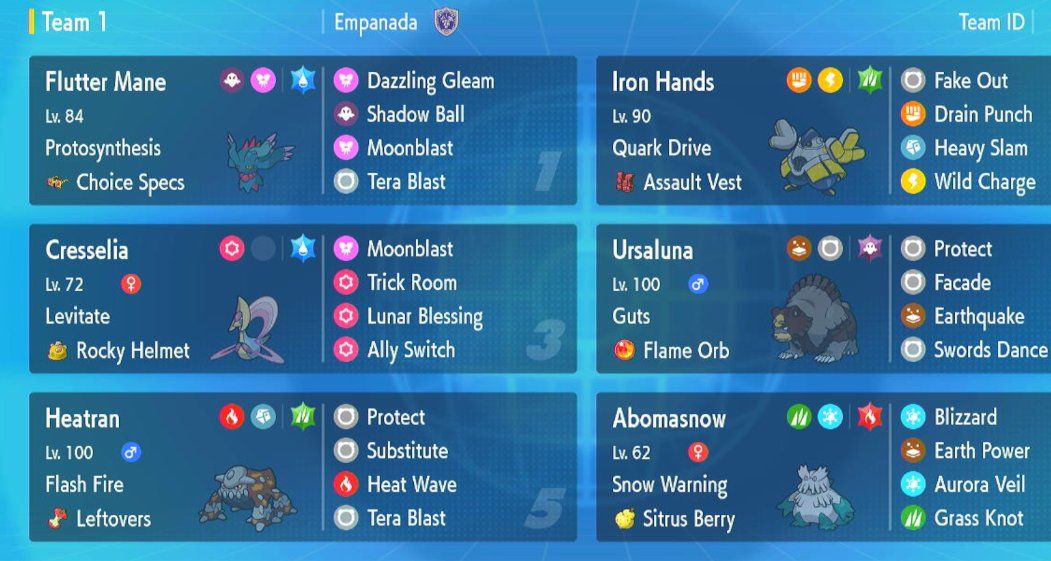 Team 1
Empanada
Team ID
Flutter Mane
Lv. 84
Protosynthesis
Choice Specs
Dazzling Gleam
Shadow Ball
Moonblast
Tera Blast
1
Iron Hands
Lv. 90
Quark Drive
Assault Vest
Fake Out
Drain Punch
Heavy Slam
Wild Charge
Cresselia
Lv. 72
Levitate
Rocky Helmet
Moonblast
Trick Room
Lunar Blessing
Ally Switch
3
Ursaluna
Lv. 100
Guts
Flame Orb
Protect
Facade
Earthquake
Swords Dance
Heatran
Lv. 100
Flash Fire
Leftovers
Protect
Substitute
Heat Wave
Tera Blast
5
Abomasnow
Lv. 62
Snow Warning
Sitrus Berry
Blizzard
Earth Power
Aurora Veil
Grass Knot